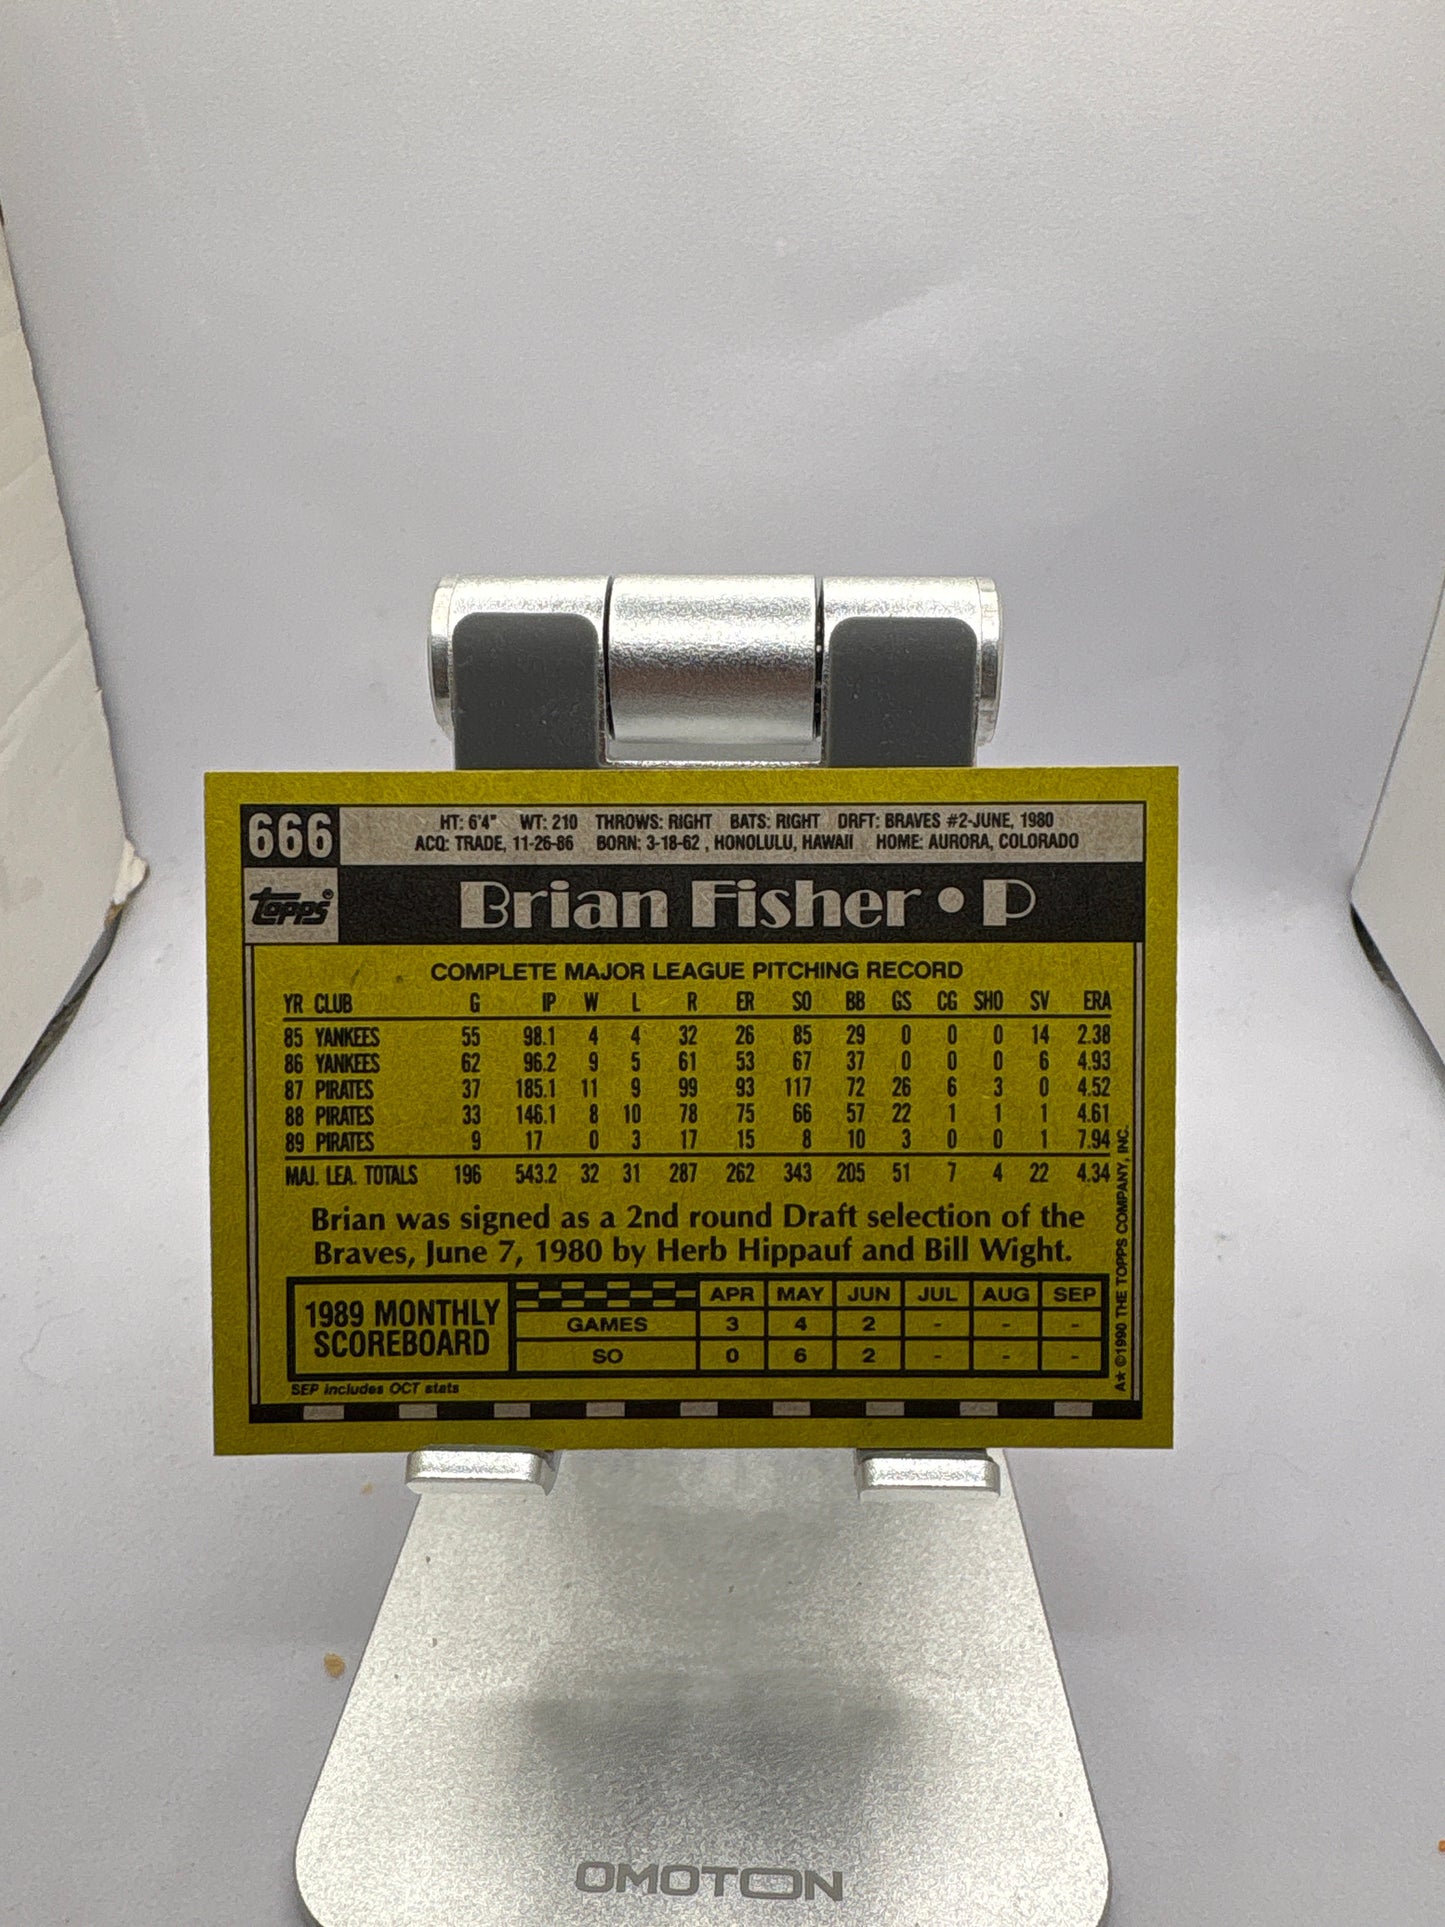 666
HT: 6'4" WT: 210 THROWS: RIGHT BATS: RIGHT DRFT: BRAVES #2-JUNE, 1980
ACQ: TRADE, 11-26-86 BORN: 3-18-62 , HONOLULU, HAWAII HOME: AURORA, COLORADO
topps®
Brian Fisher • P
COMPLETE MAJOR LEAGUE PITCHING RECORD
YR CLUB G IP W L R ER SO BB GS CG SHO SV ERA
85 YANKEES 55 98.1 4 4 32 26 85 29 0 0 0 14 2.38
86 YANKEES 62 96.2 9 5 61 53 67 37 0 0 0 6 4.93
87 PIRATES 37 185.1 11 9 99 93 117 72 26 6 3 0 4.52
88 PIRATES 33 146.1 8 10 78 75 66 57 22 1 1 1 4.61
89 PIRATES 9 17 0 3 17 15 8 10 3 0 0 1 7.94
MAJ. LEA. TOTALS 196 543.2 32 31 287 262 343 205 51 7 4 22 4.34
Brian was signed as a 2nd round Draft selection of the
Braves, June 7, 1980 by Herb Hippauf and Bill Wight.
1989 MONTHLY
SCOREBOARD
APR MAY JUN JUL AUG SEP
GAMES 3 4 2 - - -
SO 0 6 2 - - -
SEP includes OCT stats
A★ ©1990 THE TOPPS COMPANY, INC.
OMOTON